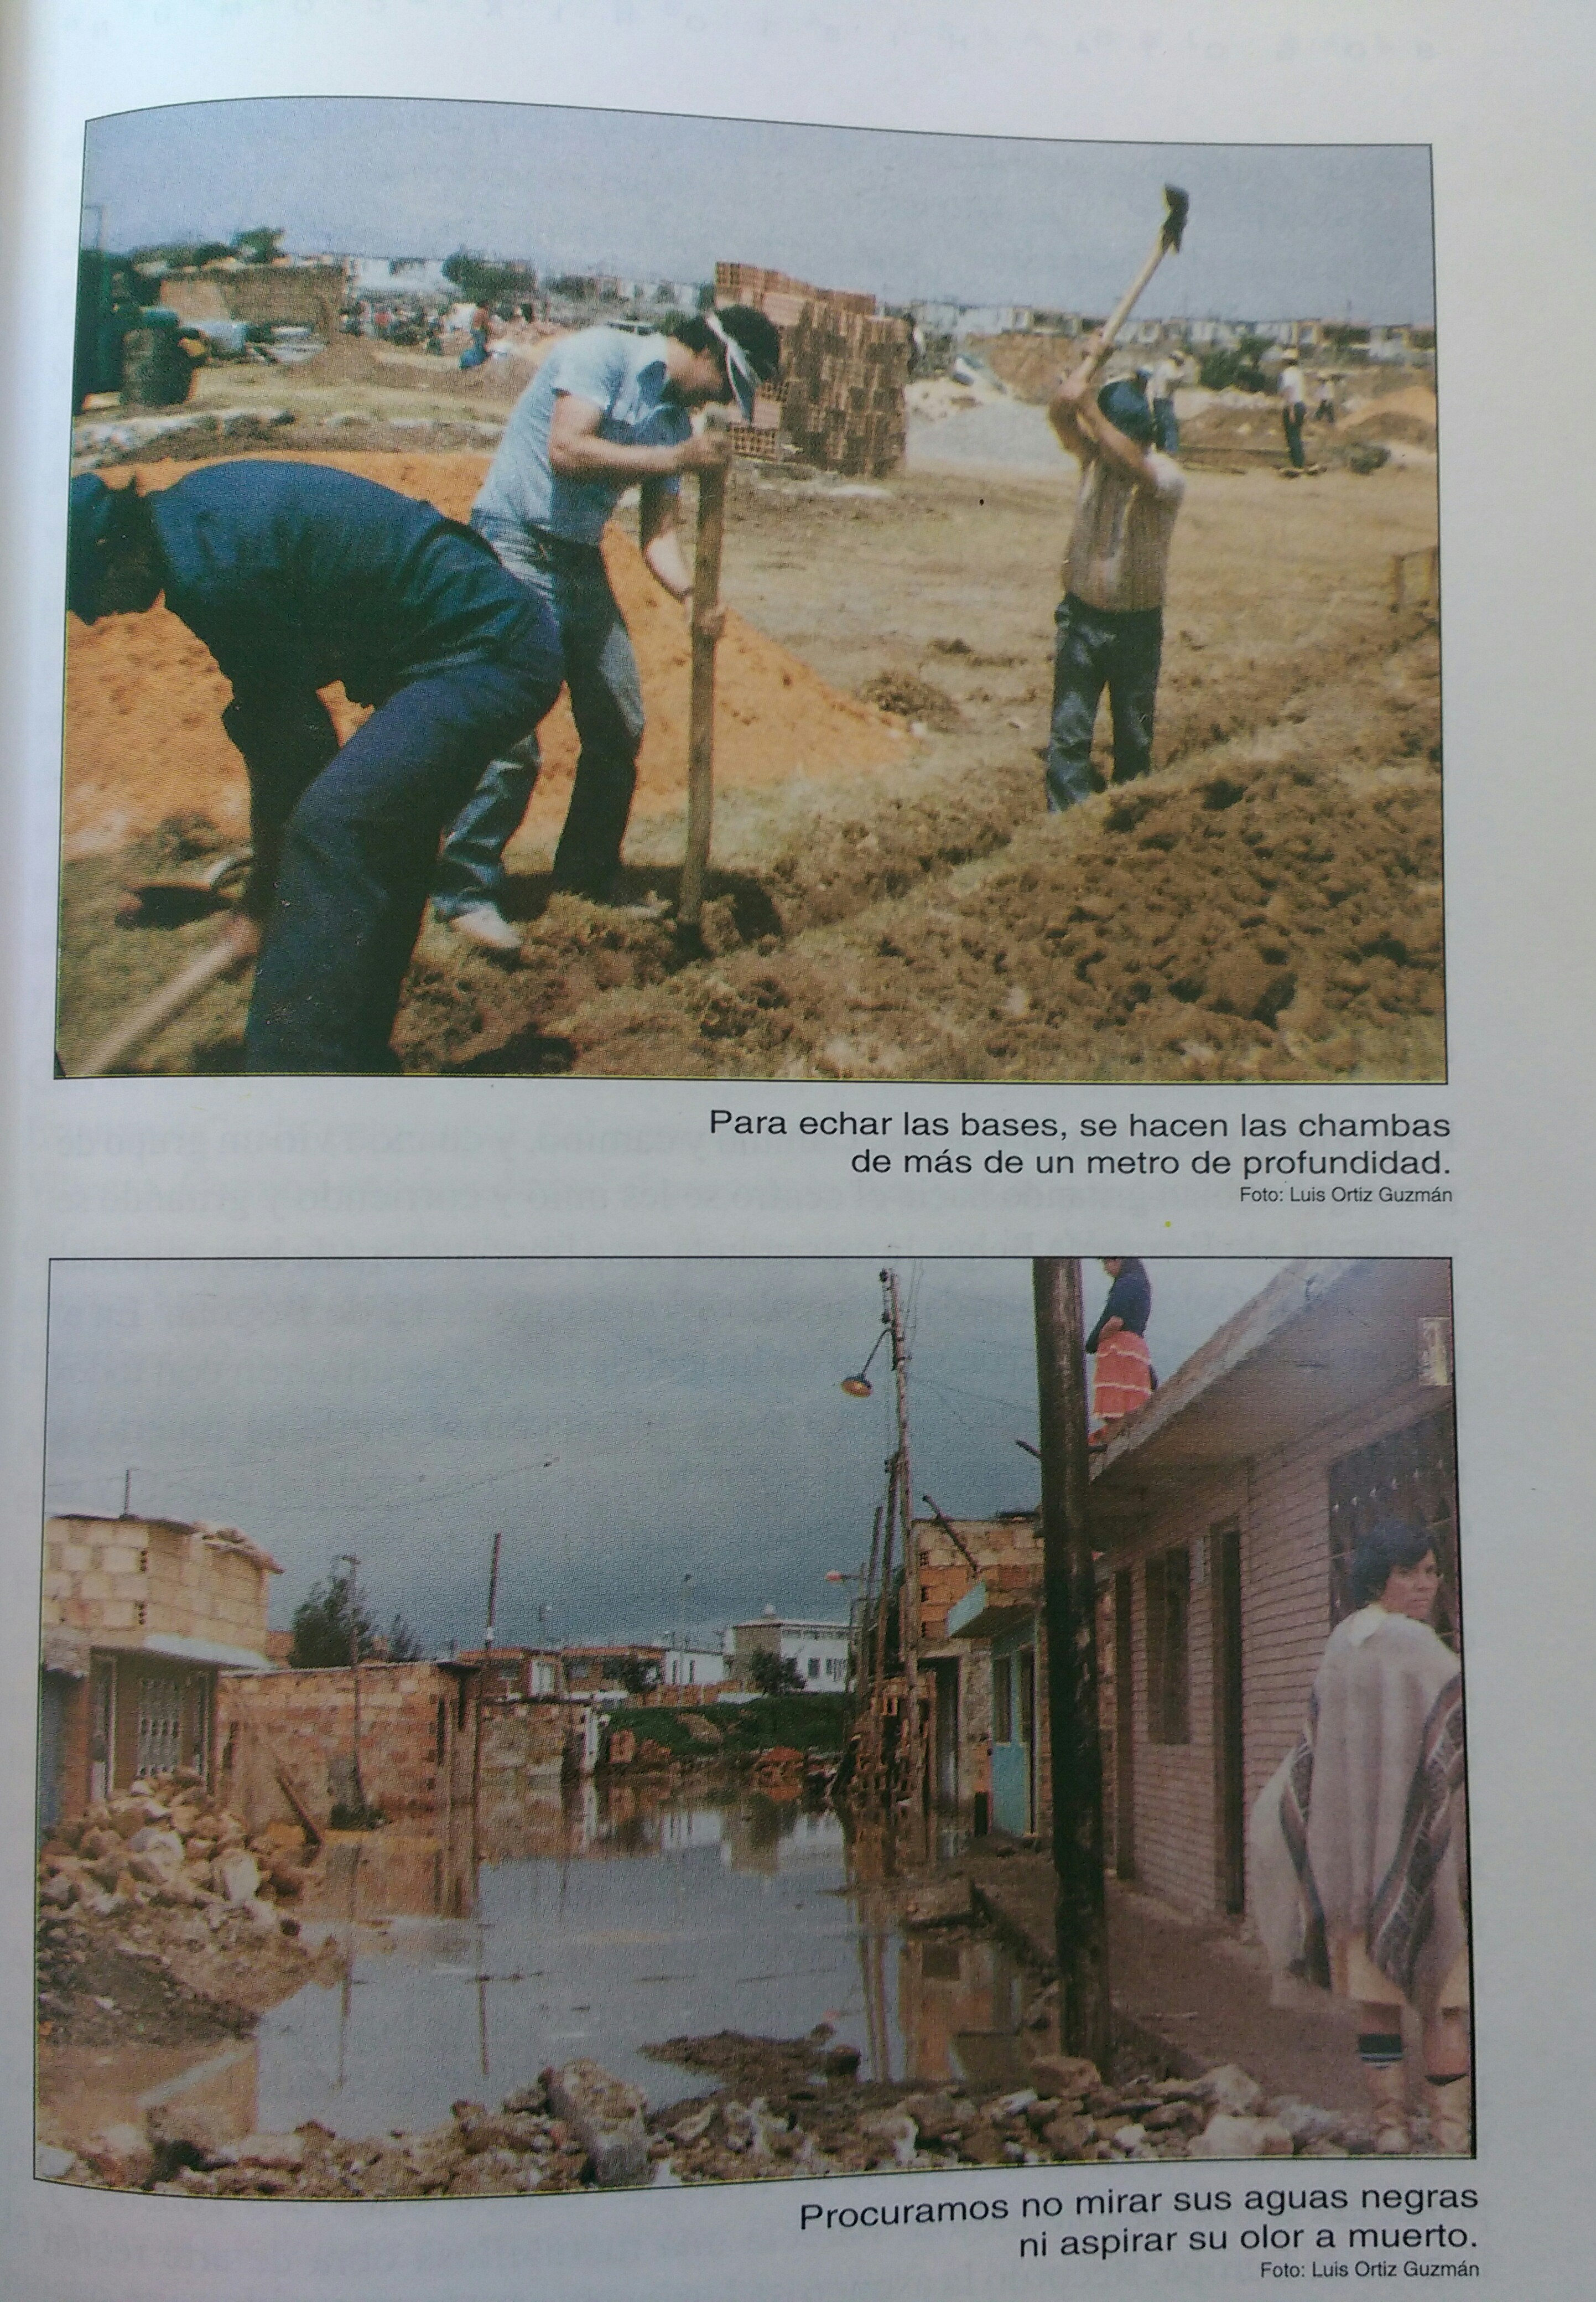 Para echar las bases, se hacen las chambas
de más de un metro de profundidad.
Foto: Luis Ortiz Guzmán
Procuramos no mirar sus aguas negras
ni aspirar su olor a muerto.
Foto: Luis Ortiz Guzmán